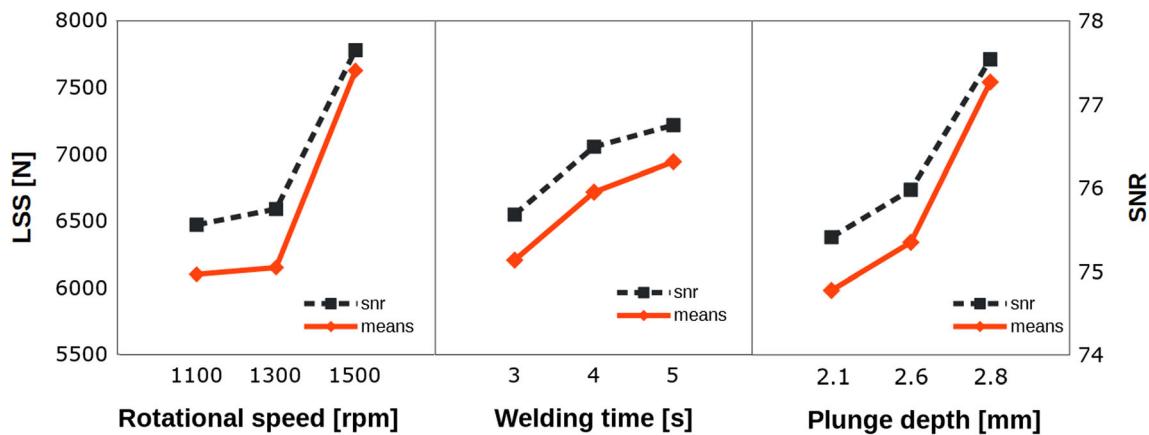 8000
7500
7000
6500
6000
5500
LSS [N]
78
77
76
75
74
SNR
snr
means
snr
means
snr
means
1100 1300 1500
3 4 5
2.1 2.6 2.8
Rotational speed [rpm]
Welding time [s]
Plunge depth [mm]